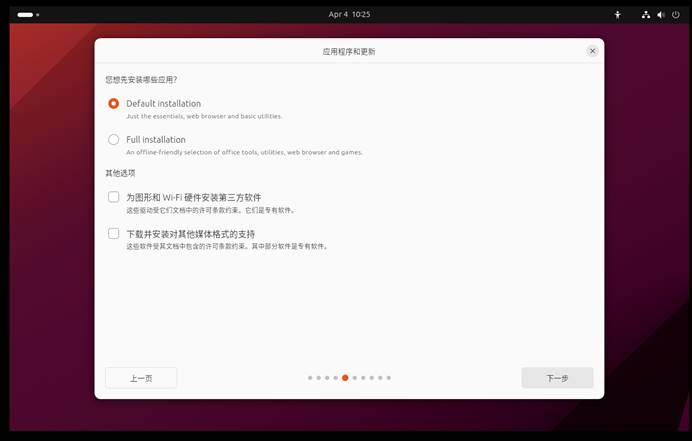 Apr 4 10:25
应用程序和更新
您想先安装哪些应用?
Default installation
Just the essentials, web browser and basic utilities.
Full installation
An offline-friendly selection of office tools, utilities, web browser and games.
其他选项
为图形和 Wi-Fi 硬件安装第三方软件
这些驱动受它们文档中的许可条款约束。它们是专有软件。
下载并安装对其他媒体格式的支持
这些软件受其文档中包含的许可条款约束。其中部分软件是专有软件。
上一页
下一步